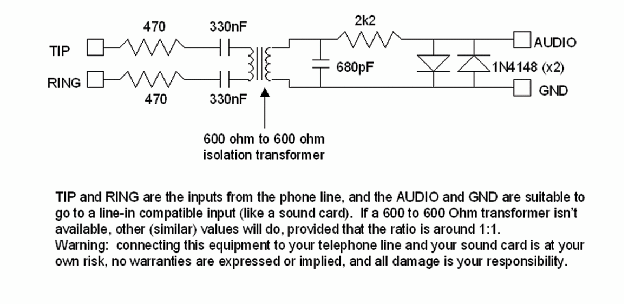 470
330nF
2k2
TIP
AUDIO
680pF
1N4148 (x2)
RING
GND
470
330nF
600 ohm to 600 ohm
isolation transformer
TIP and RING are the inputs from the phone line, and the AUDIO and GND are suitable to
go to a line-in compatible input (like a sound card).  If a 600 to 600 Ohm transformer isn't
available, other (similar) values will do, provided that the ratio is around 1:1.
Warning:  connecting this equipment to your telephone line and your sound card is at your
own risk, no warranties are expressed or implied, and all damage is your responsibility.